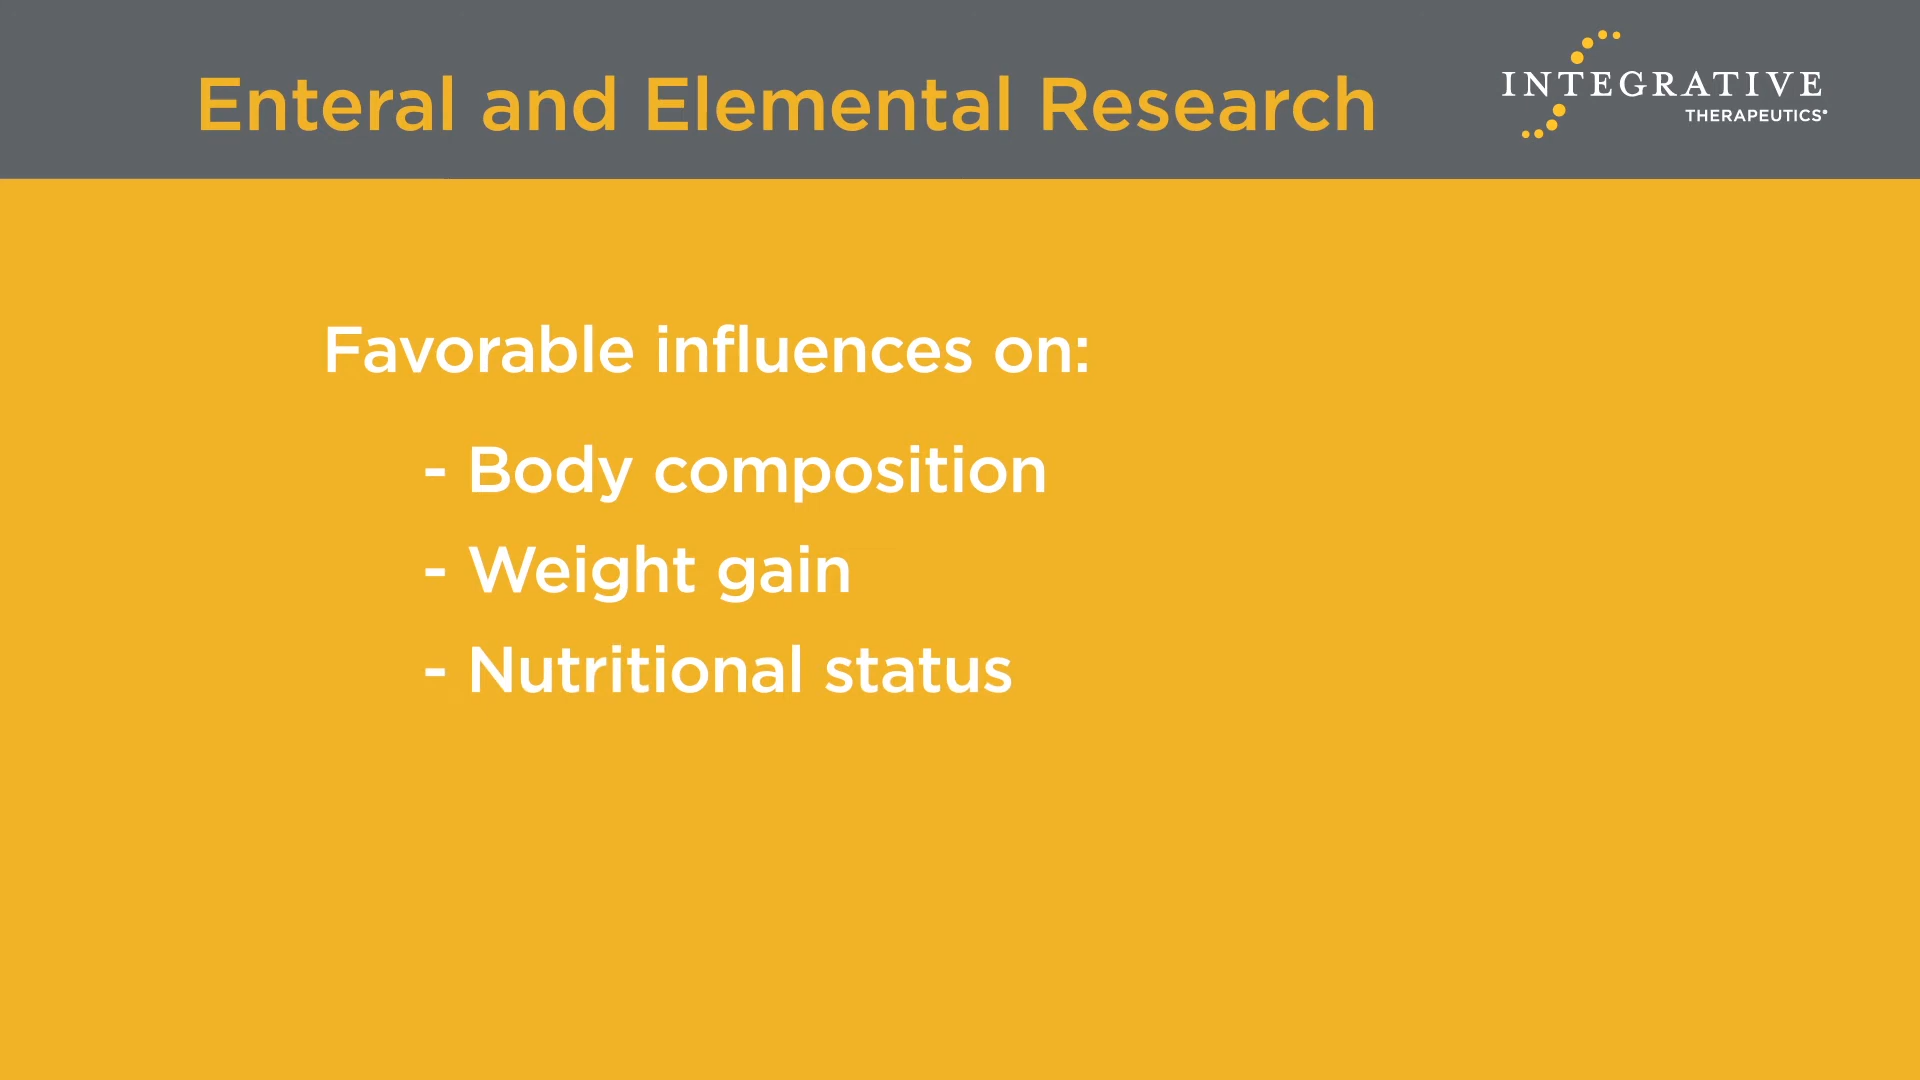 Enteral and Elemental Research
INTEGRATIVE
THERAPEUTICS®
Favorable influences on:
- Body composition
- Weight gain
- Nutritional status